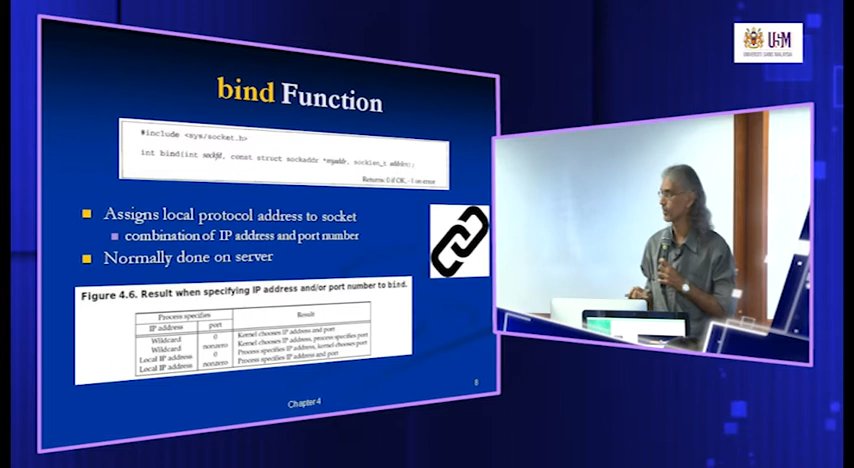 bind Function
#include <sys/socket.h>
int bind(int sockfd, const struct sockaddr *myaddr, socklen_t addrlen);
Returns: 0 if OK, -1 on error
Assigns local protocol address to socket
combination of IP address and port number
Normally done on server
Figure 4.6. Result when specifying IP address and/or port number to bind.
Process specifies Result
IP address port
Wildcard 0 Kernel chooses IP address and port
Wildcard nonzero Kernel chooses IP address, process specifies port
Local IP address 0 Process specifies IP address, kernel chooses port
Local IP address nonzero Process specifies IP address and port
Chapter 4
8
USM
UNIVERSITI SAINS MALAYSIA